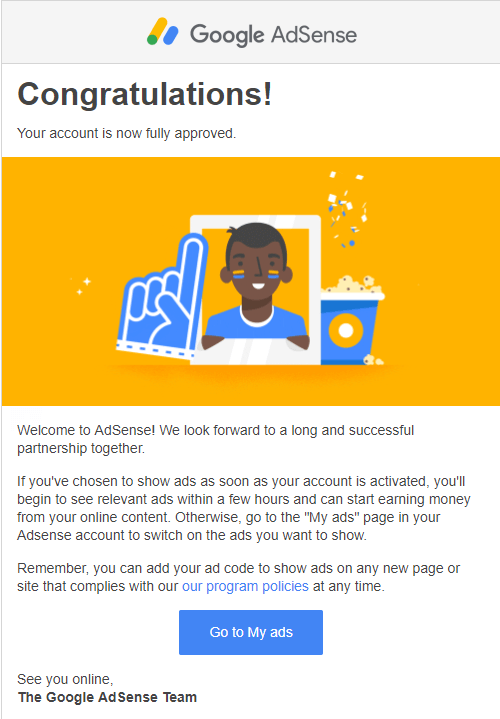 Google AdSense
Congratulations!
Your account is now fully approved.
Welcome to AdSense! We look forward to a long and successful
partnership together.
If you've chosen to show ads as soon as your account is activated, you'll
begin to see relevant ads within a few hours and can start earning money
from your online content. Otherwise, go to the "My ads" page in your
Adsense account to switch on the ads you want to show.
Remember, you can add your ad code to show ads on any new page or
site that complies with our our program policies at any time.
Go to My ads
See you online,
The Google AdSense Team